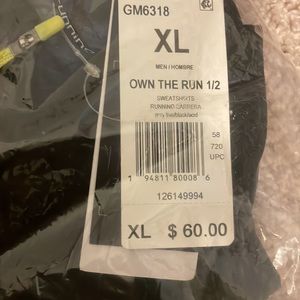 GM6318
XL
MEN / HOMBRE
OWN THE RUN 1/2
SWEATSHIRTS
RUNNING CARRERA
58
720
UPC
1 94811 80008 6
126149994
XL $ 60.00